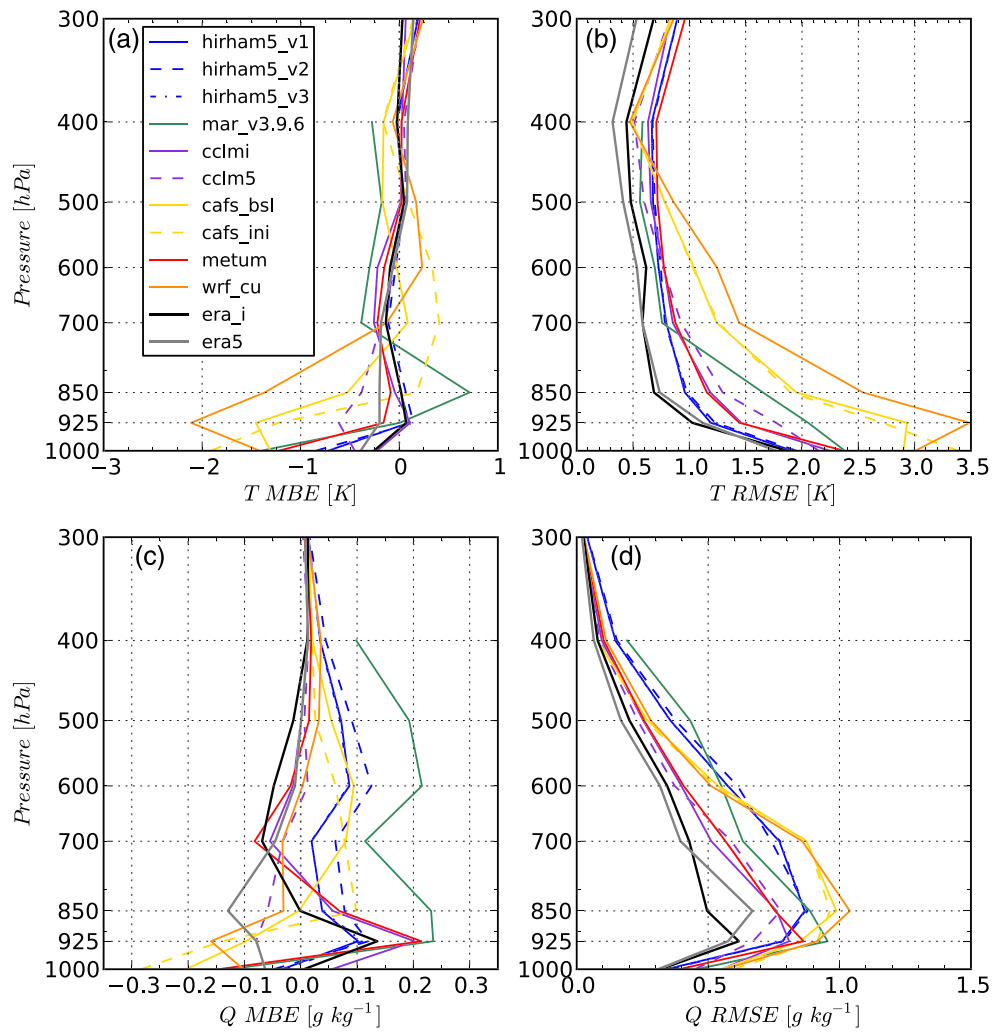 (a)
hirham5_v1
hirham5_v2
hirham5_v3
mar_v3.9.6
cclmi
cclm5
cafs_bsl
cafs_ini
metum
wrf_cu
era_i
era5
300
400
500
600
700
850
925
1000
Pressure [hPa]
−3 −2 −1 0 1
T MBE [K]
(b)
300
400
500
600
700
850
925
1000
0.0 0.5 1.0 1.5 2.0 2.5 3.0 3.5
T RMSE [K]
(c)
300
400
500
600
700
850
925
1000
Pressure [hPa]
−0.3 −0.2 −0.1 0.0 0.1 0.2 0.3
Q MBE [g kg⁻¹]
(d)
300
400
500
600
700
850
925
1000
0.0 0.5 1.0 1.5
Q RMSE [g kg⁻¹]